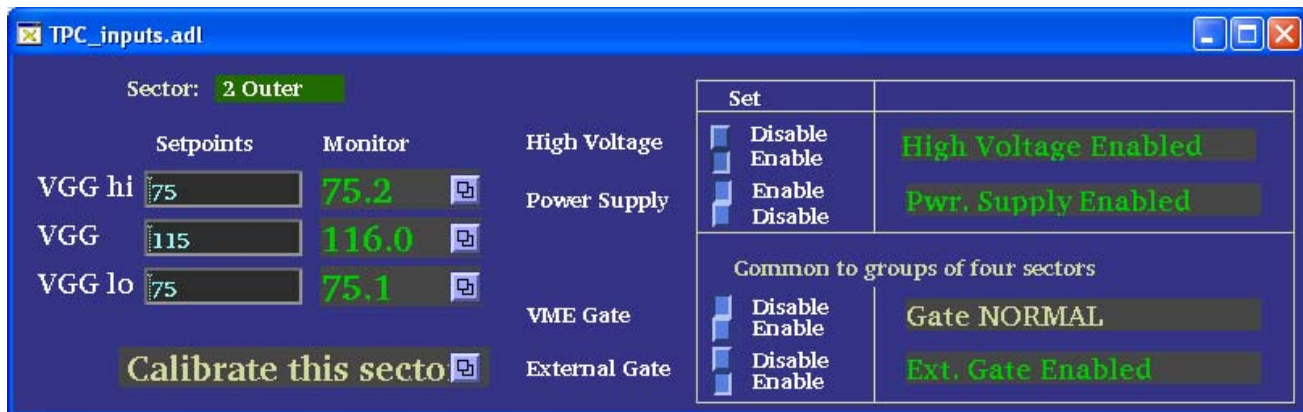 TPC_inputs.adl
Sector: 2 Outer
Setpoints Monitor
VGG hi 75 75.2
VGG 115 116.0
VGG lo 75 75.1
Calibrate this secto
Set
High Voltage Disable Enable High Voltage Enabled
Power Supply Enable Disable Pwr. Supply Enabled
Common to groups of four sectors
VME Gate Disable Enable Gate NORMAL
External Gate Disable Enable Ext. Gate Enabled